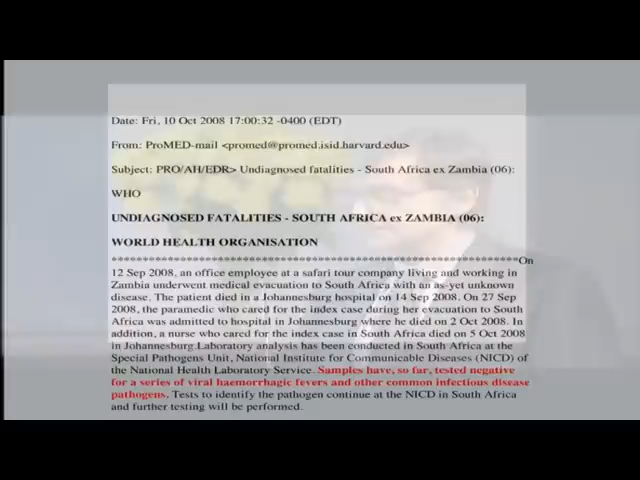 Date: Fri, 10 Oct 2008 17:00:32 -0400 (EDT)
From: ProMED-mail <promed@promed.isid.harvard.edu>
Subject: PRO/AH/EDR> Undiagnosed fatalities - South Africa ex Zambia (06):
WHO
UNDIAGNOSED FATALITIES - SOUTH AFRICA ex ZAMBIA (06):
WORLD HEALTH ORGANISATION
******************************************************************On
12 Sep 2008, an office employee at a safari tour company living and working in
Zambia underwent medical evacuation to South Africa with an as-yet unknown
disease. The patient died in a Johannesburg hospital on 14 Sep 2008. On 27 Sep
2008, the paramedic who cared for the index case during her evacuation to South
Africa was admitted to hospital in Johannesburg where he died on 2 Oct 2008. In
addition, a nurse who cared for the index case in South Africa died on 5 Oct 2008
in Johannesburg.Laboratory analysis has been conducted in South Africa at the
Special Pathogens Unit, National Institute for Communicable Diseases (NICD) of
the National Health Laboratory Service. Samples have, so far, tested negative
for a series of viral haemorrhagic fevers and other common infectious disease
pathogens. Tests to identify the pathogen continue at the NICD in South Africa
and further testing will be performed.